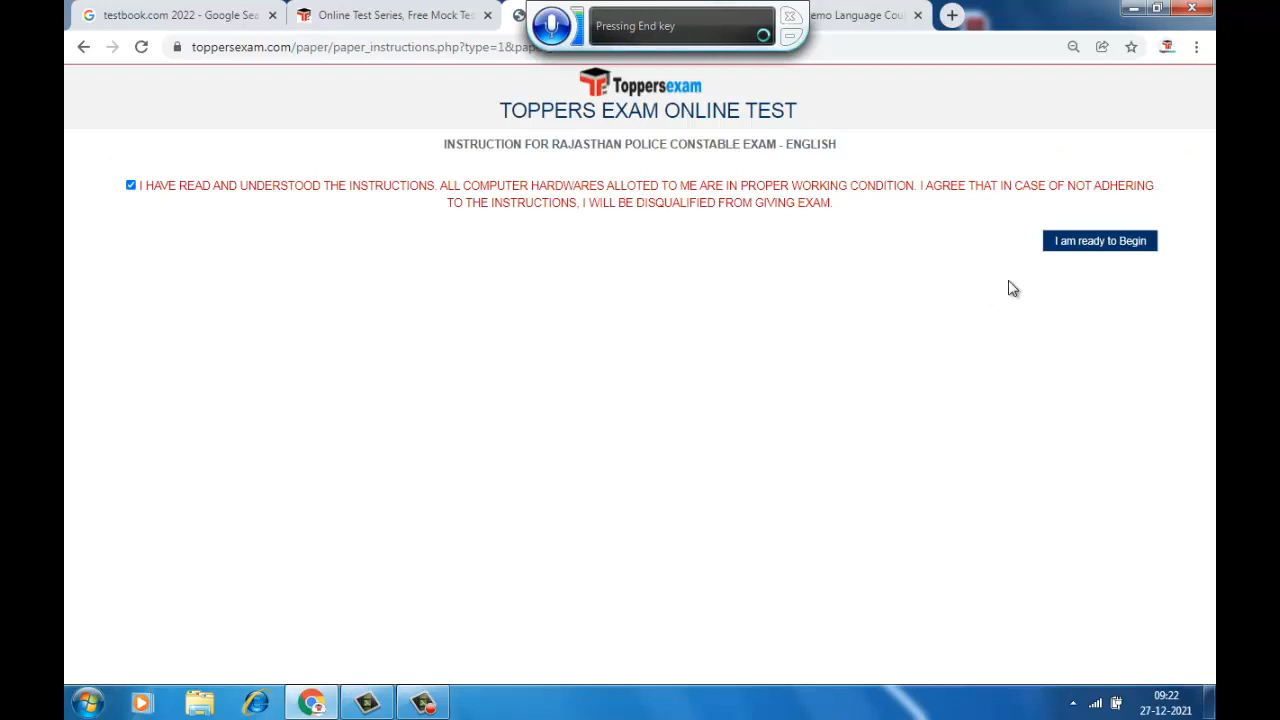 testbook.com 2022 - Google Sea
Online Test Series, Free Mock Te
emo Language Cou
Pressing End key
toppersexam.com/paper/paper_instructions.php?type=1&pap
Toppersexam
TOPPERS EXAM ONLINE TEST
INSTRUCTION FOR RAJASTHAN POLICE CONSTABLE EXAM - ENGLISH
I HAVE READ AND UNDERSTOOD THE INSTRUCTIONS. ALL COMPUTER HARDWARES ALLOTED TO ME ARE IN PROPER WORKING CONDITION. I AGREE THAT IN CASE OF NOT ADHERING
TO THE INSTRUCTIONS, I WILL BE DISQUALIFIED FROM GIVING EXAM.
I am ready to Begin
09:22
27-12-2021